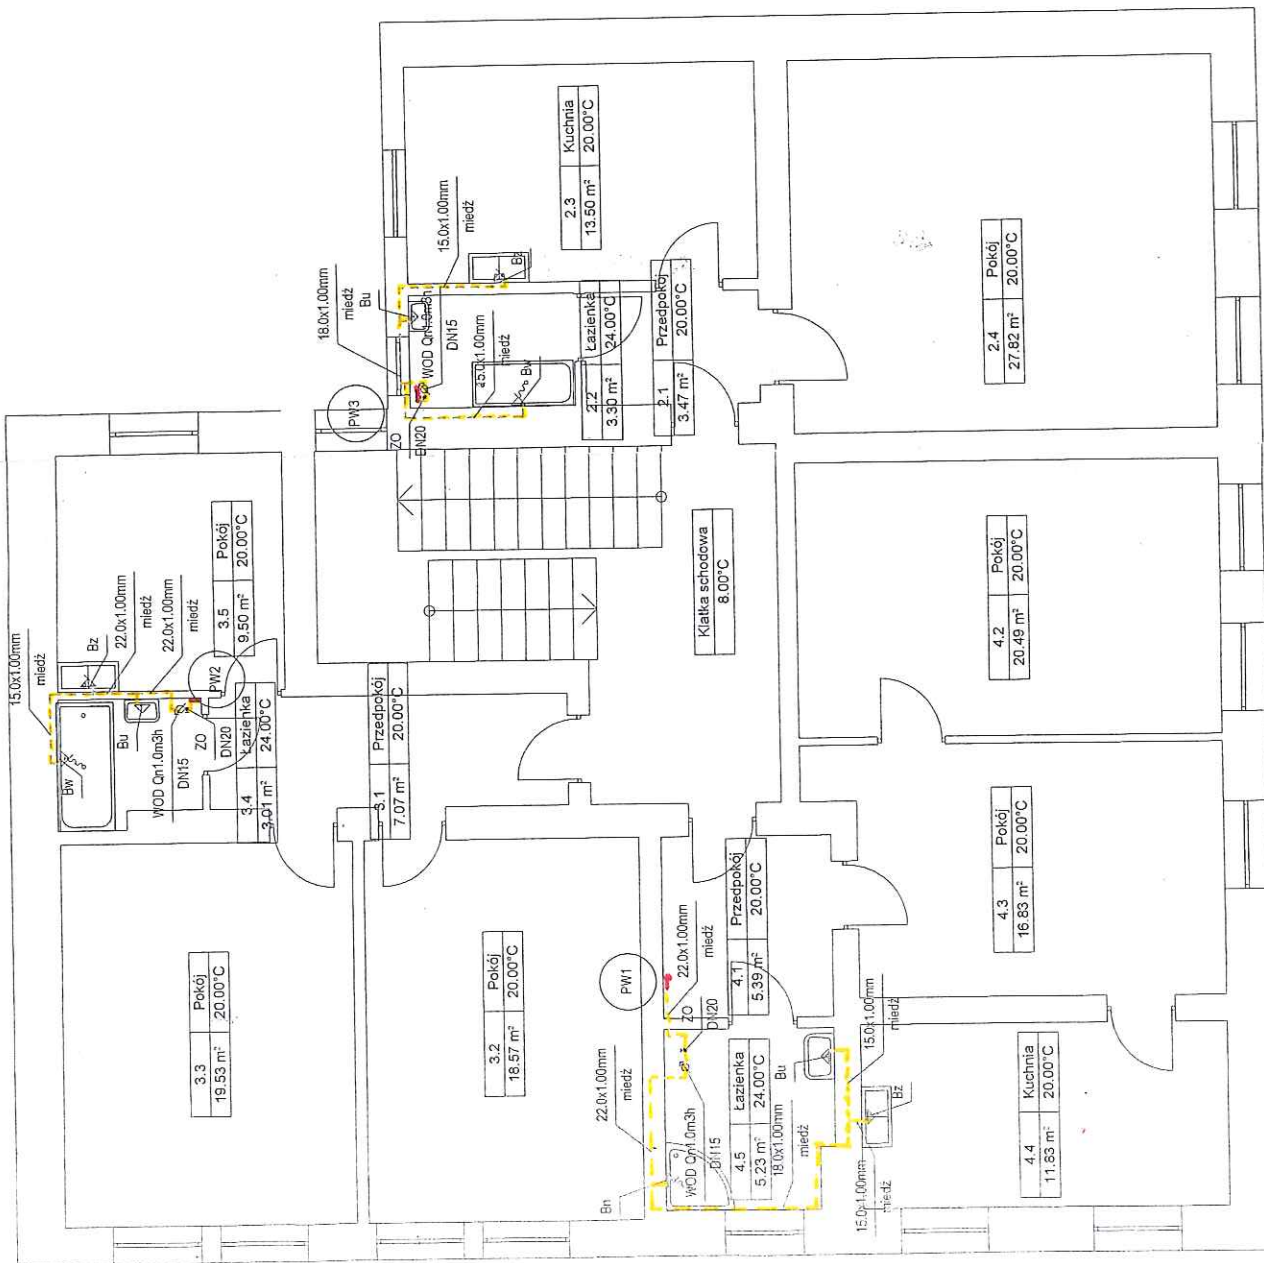 2.3 Kuchnia
13.50 m² 20.00°C
15.0x1.00mm
miedź
Bz
18.0x1.00mm
miedź
Bu
WOD Qn1.0m3h
DN15
15.0x1.00mm
miedź
Bw
PW3
ZO
DN20
2.2 Łazienka
3.30 m² 24.00°C
2.1 Przedpokój
3.47 m² 20.00°C
2.4 Pokój
27.82 m² 20.00°C
3.5 Pokój
9.50 m² 20.00°C
15.0x1.00mm
miedź
Bz
22.0x1.00mm
miedź
22.0x1.00mm
miedź
PW2
Bw
Bu
WOD Qn1.0m3h
DN15
ZO
DN20
3.4 Łazienka
3.01 m² 24.00°C
3.1 Przedpokój
7.07 m² 20.00°C
Klatka schodowa
8.00°C
4.2 Pokój
20.49 m² 20.00°C
3.3 Pokój
19.53 m² 20.00°C
3.2 Pokój
18.57 m² 20.00°C
4.3 Pokój
16.83 m² 20.00°C
PW1
22.0x1.00mm
miedź
4.1 Przedpokój
5.39 m² 20.00°C
ZO
DN20
22.0x1.00mm
miedź
Bn
WOD Qn1.0m3h
DN15
4.5 Łazienka
5.23 m² 24.00°C
18.0x1.00mm
miedź
Bu
15.0x1.00mm
miedź
Bz
15.0x1.00mm
miedź
4.4 Kuchnia
11.83 m² 20.00°C